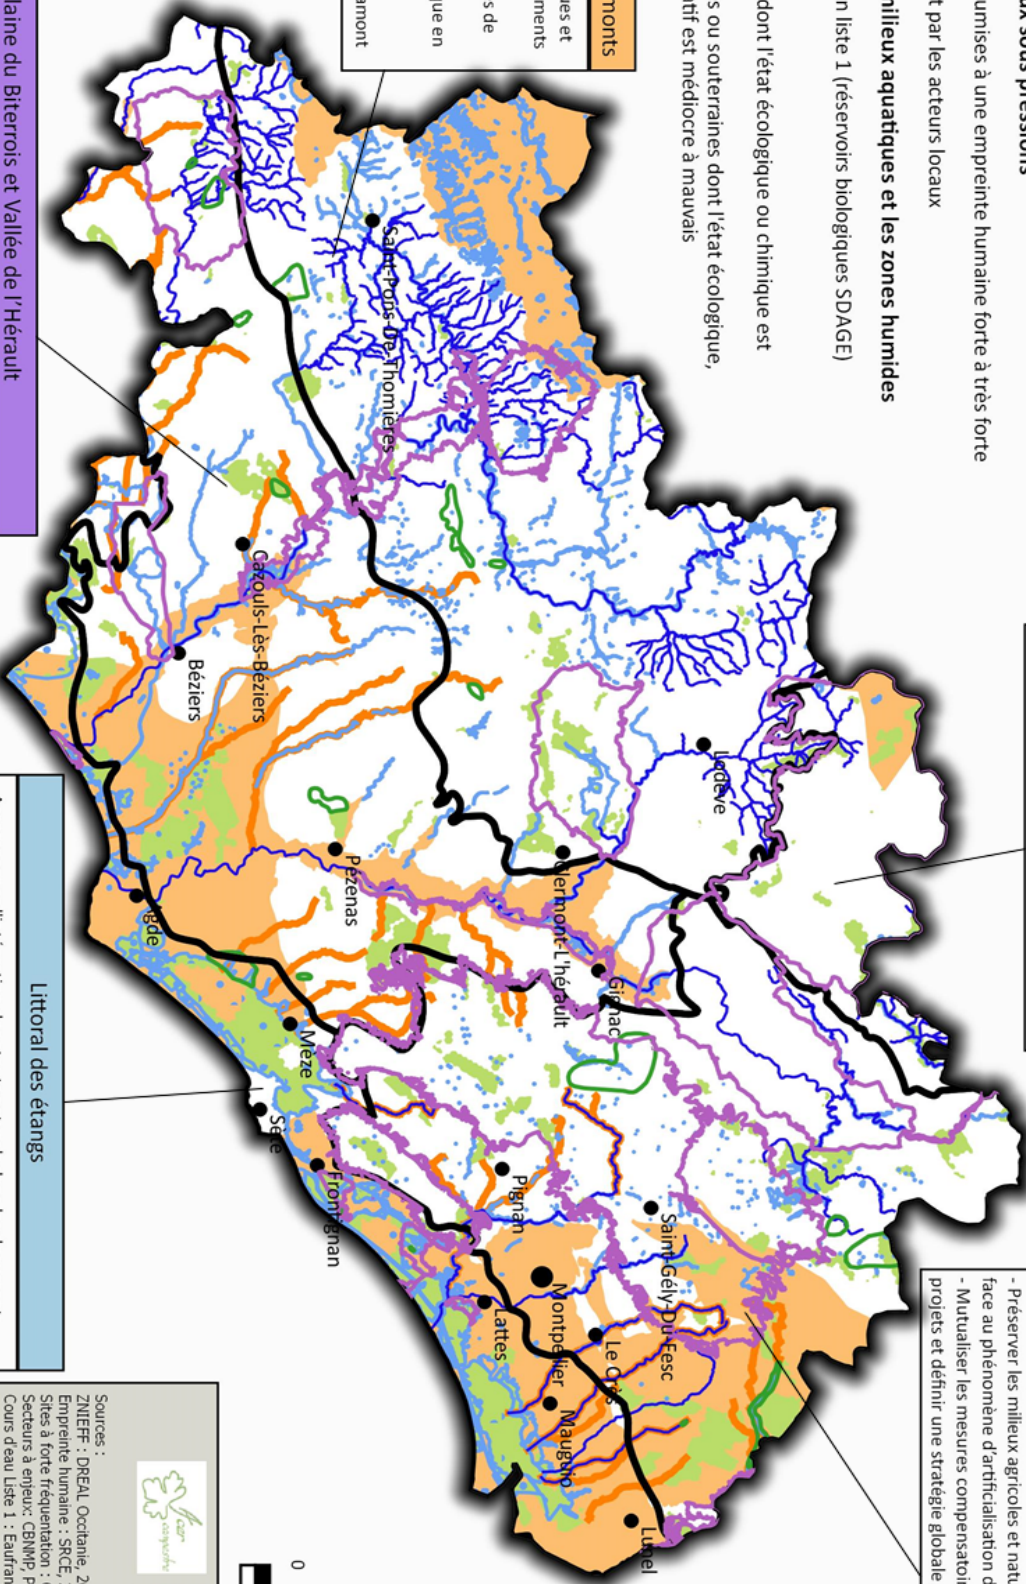 umises à une empreinte humaine forte à très forte
t par les acteurs locaux
milieux aquatiques et les zones humides
n liste 1 (réservoirs biologiques SDAGE)
dont l'état écologique ou chimique est
s ou souterraines dont l'état écologique,
tif est médiocre à mauvais
monts
ues et
ments
s de
que en
amont
- Préserver les milieux agricoles et natu
face au phénomène d'artificialisation d
- Mutualiser les mesures compensatoir
projets et définir une stratégie globale
Saint-Pons-De-Thomières
Lodève
Clermont-L'hérault
Gignac
Saint-Gély-Du-Fesc
Cazouls-Lès-Béziers
Béziers
Pézenas
Agde
Mèze
Sète
Frontignan
Pignan
Montpellier
Lattes
Le Crès
Mauguio
Lunel
laine du Biterrois et Vallée de l'Hérault
Littoral des étangs
Acer
campestre
0
Sources :
ZNIEFF : DREAL Occitanie, 2
Empreinte humaine : SRCE,
Sites à forte fréquentation :
Secteurs à enjeux: CBNMP,
Cours d'eau Liste 1 : Eaufran